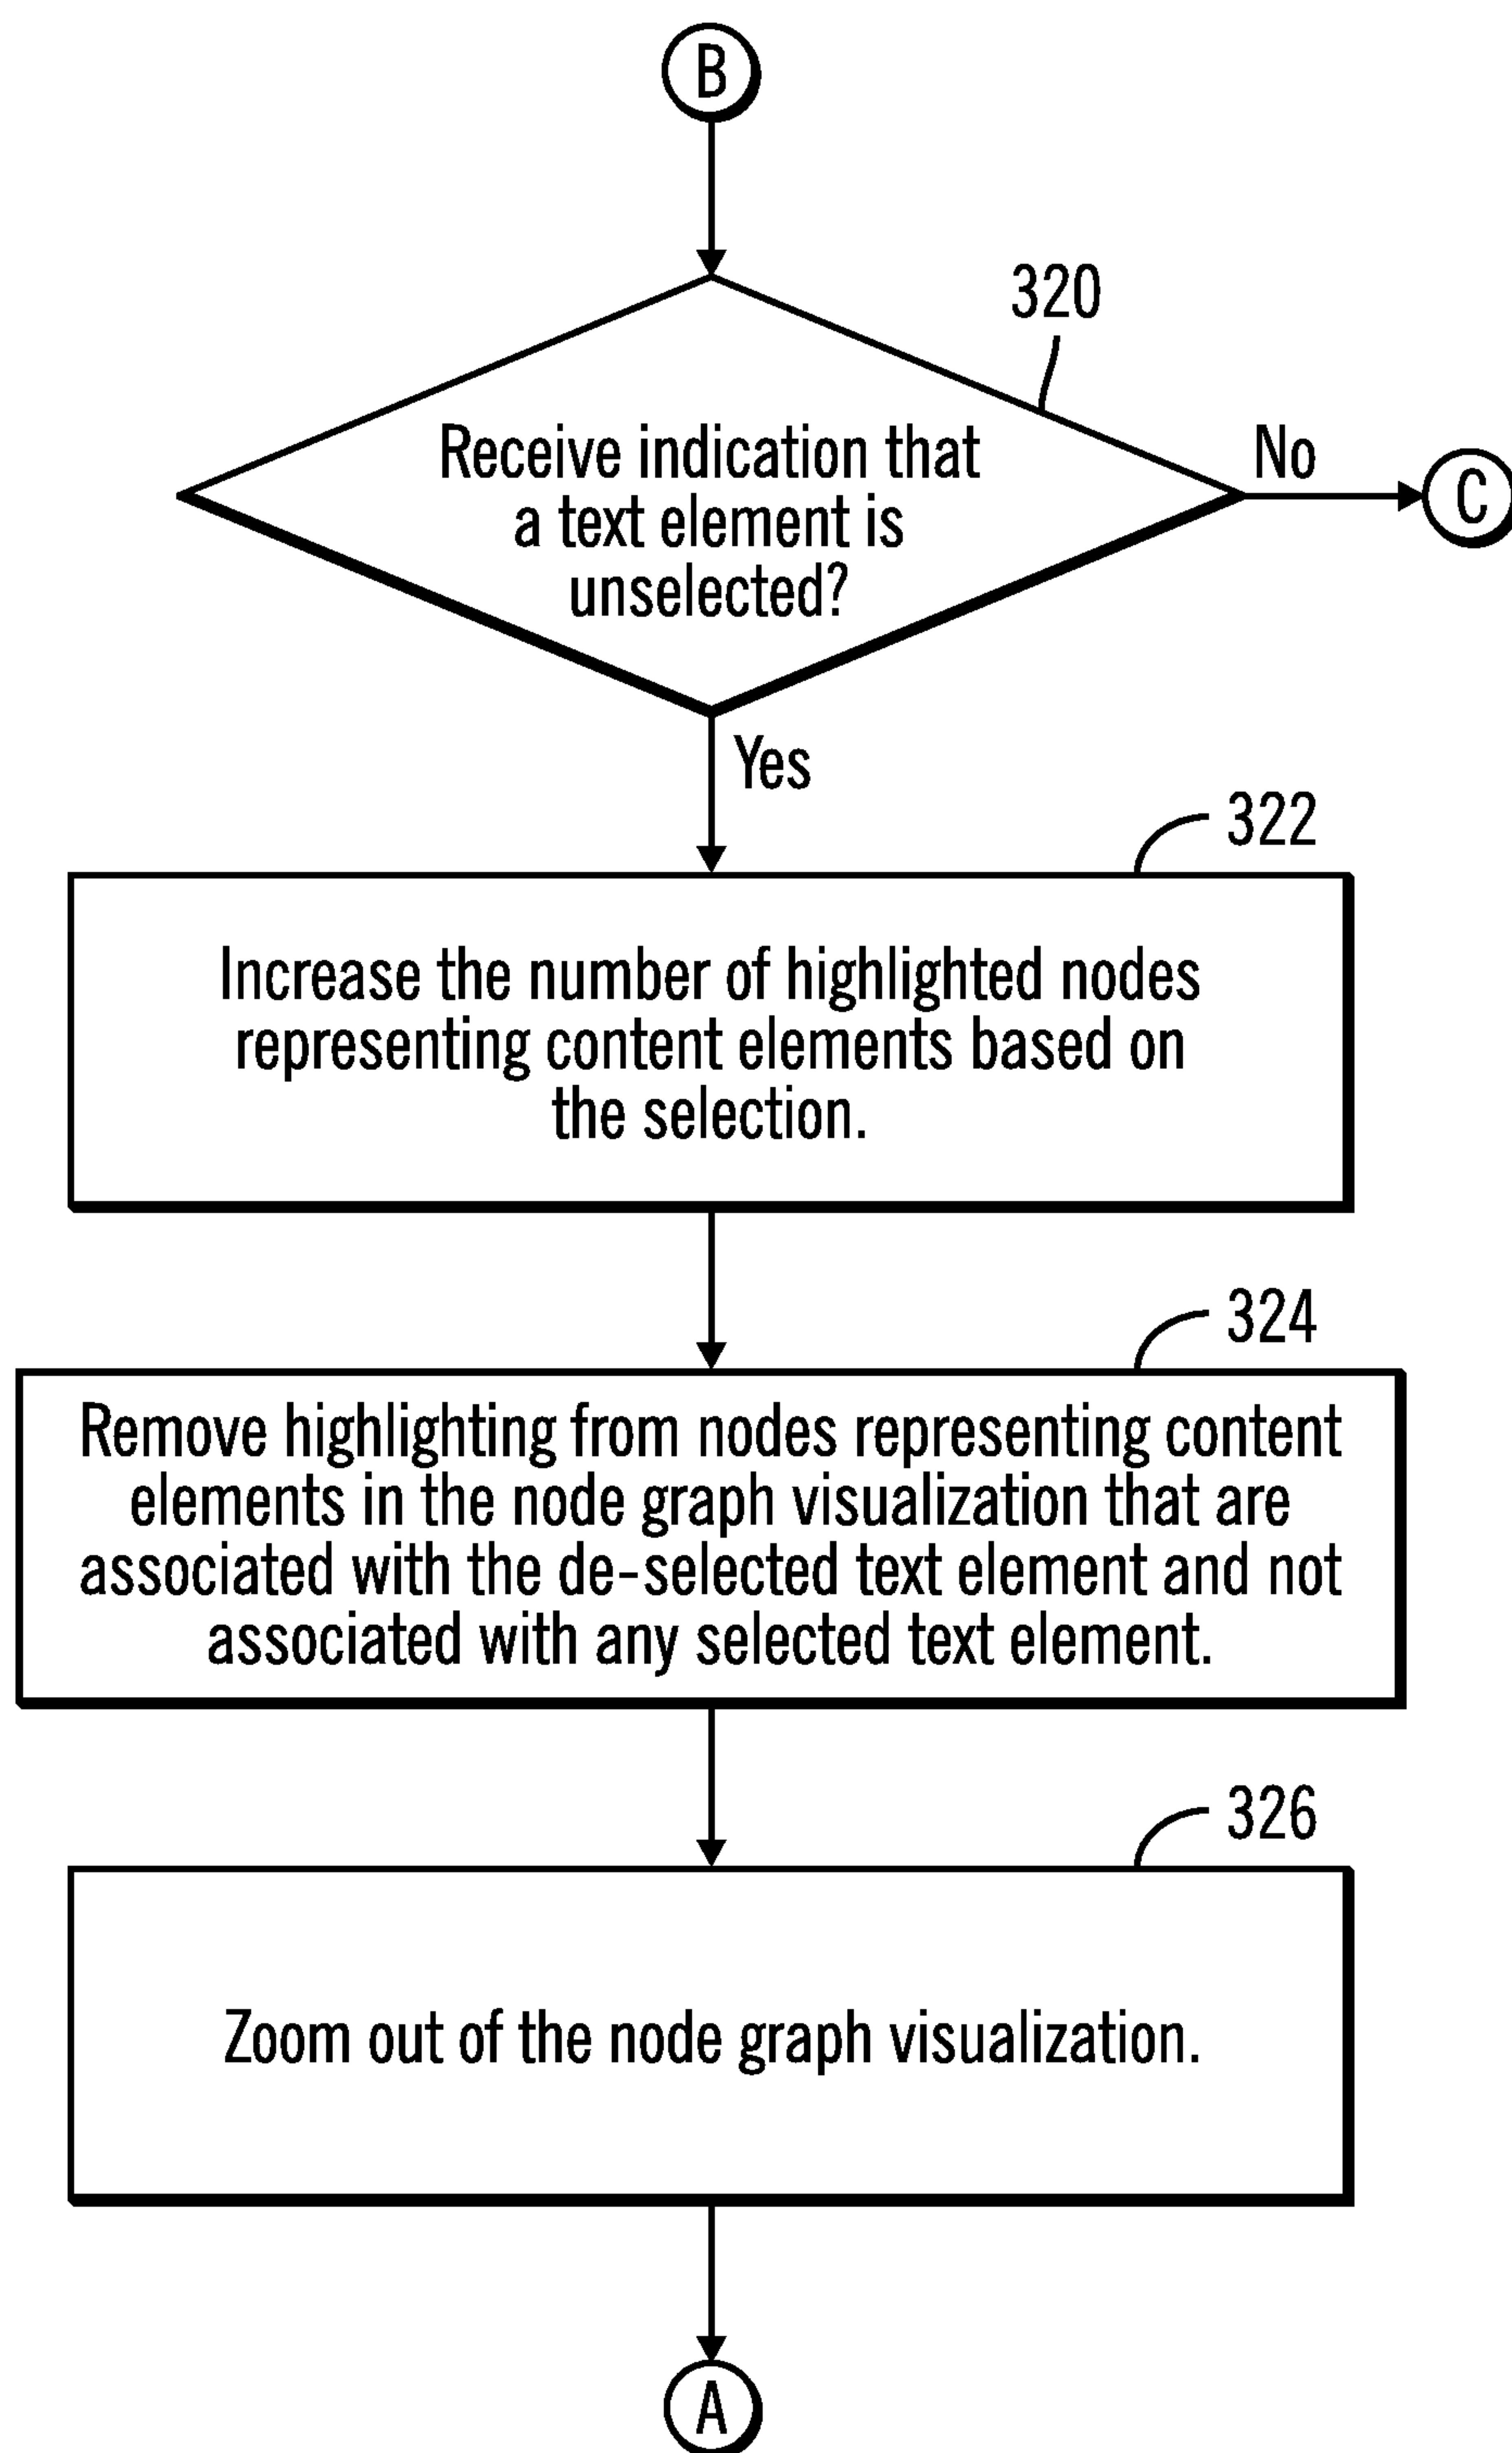 B
320
Receive indication that
a text element is
unselected?
No
C
Yes
322
Increase the number of highlighted nodes
representing content elements based on
the selection.
324
Remove highlighting from nodes representing content
elements in the node graph visualization that are
associated with the de-selected text element and not
associated with any selected text element.
326
Zoom out of the node graph visualization.
A